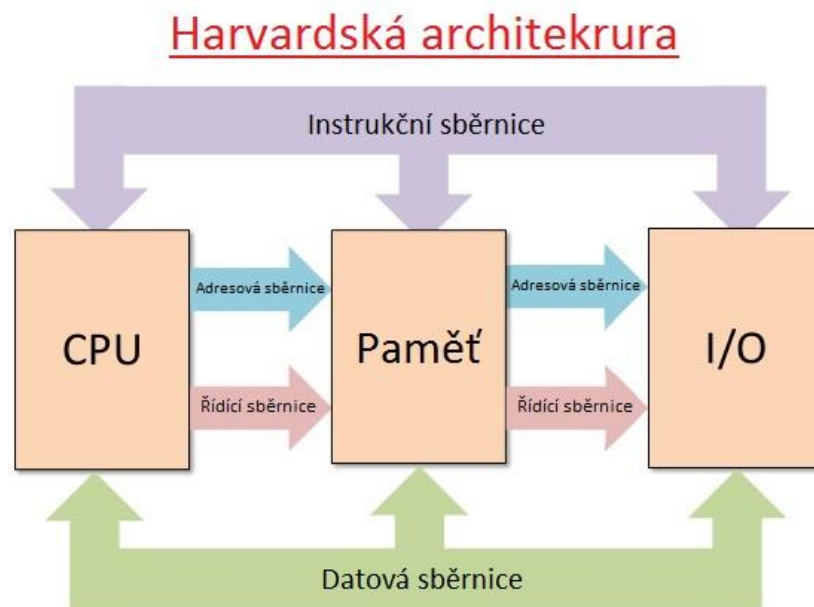 Harvardská architekrura
Instrukční sběrnice
Adresová sběrnice
Adresová sběrnice
CPU
Paměť
I/O
Řídící sběrnice
Řídící sběrnice
Datová sběrnice